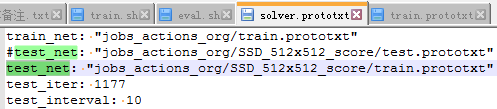 备注.txt train.sh eval.sh solver.prototxt train.prototxt
train_net: "jobs_actions_org/train.prototxt"
#test_net: "jobs_actions_org/SSD_512x512_score/test.prototxt"
test_net: "jobs_actions_org/SSD_512x512_score/train.prototxt"
test_iter: 1177
test_interval: 10